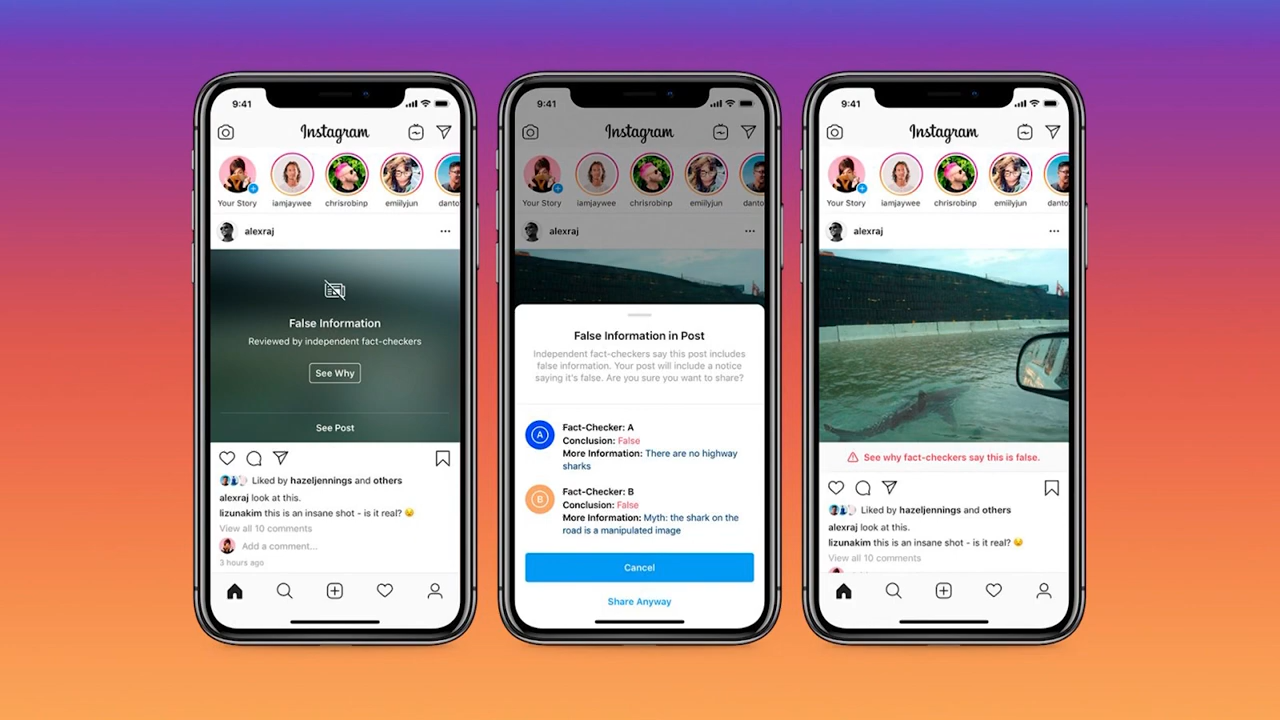 9:41
Instagram
Your Story
iamjaywee
chrisrobinp
emiilyjun
danto
alexraj
False Information
Reviewed by independent fact-checkers
See Why
See Post
Liked by hazeljennings and others
alexraj look at this.
lizunakim this is an insane shot - is it real? 😉
View all 10 comments
Add a comment...
3 hours ago
9:41
Instagram
Your Story
iamjaywee
chrisrobinp
emiilyjun
danto
alexraj
False Information in Post
Independent fact-checkers say this post includes
false information. Your post will include a notice
saying it's false. Are you sure you want to share?
A
Fact-Checker: A
Conclusion: False
More Information: There are no highway
sharks
B
Fact-Checker: B
Conclusion: False
More Information: Myth: the shark on the
road is a manipulated image
Cancel
Share Anyway
9:41
Instagram
Your Story
iamjaywee
chrisrobinp
emiilyjun
danto
alexraj
See why fact-checkers say this is false.
Liked by hazeljennings and others
alexraj look at this.
lizunakim this is an insane shot - is it real? 😉
View all 10 comments